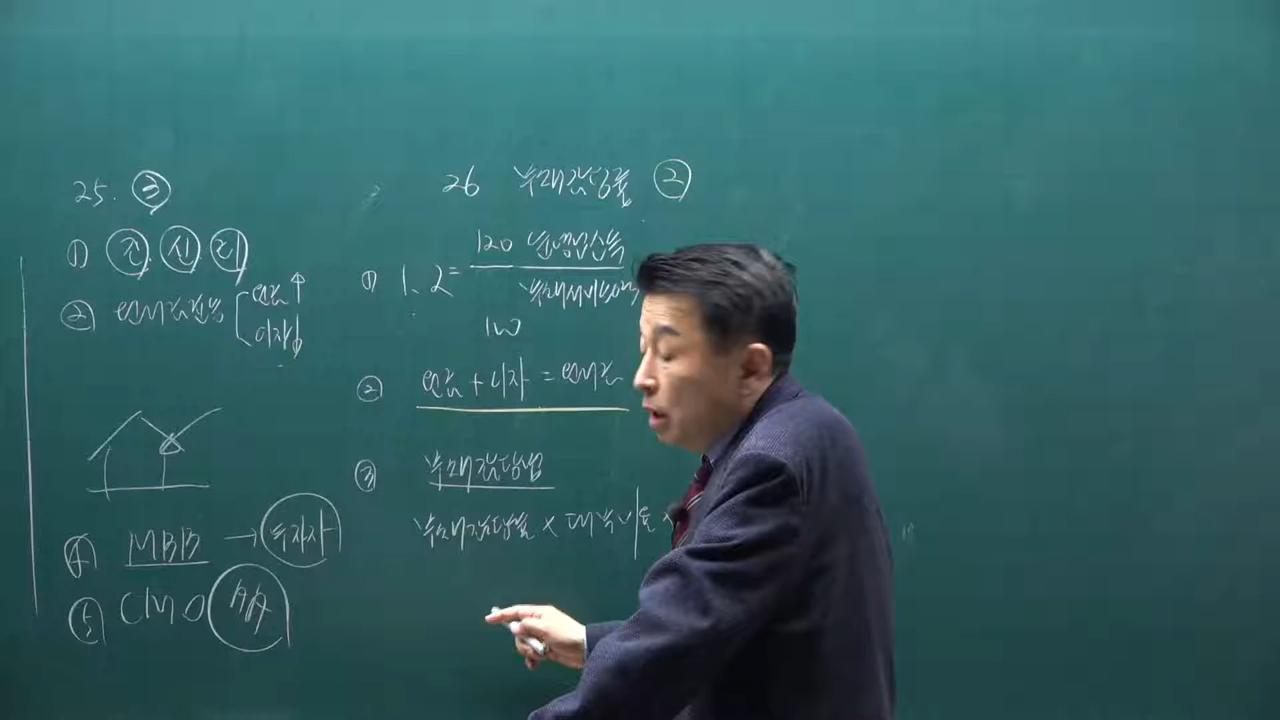 25. ③
① 조 신 리
② 원리금균등 원금↑
이자↓
④ MBB → 투자자
⑤ CMO
26 부채감당률 ②
① 1.2 = 120 순영업소득
부채서비스
100
② 원금 + 이자 = 원리금
③ 부채감당법
부채감당률 × 대부비율 ×